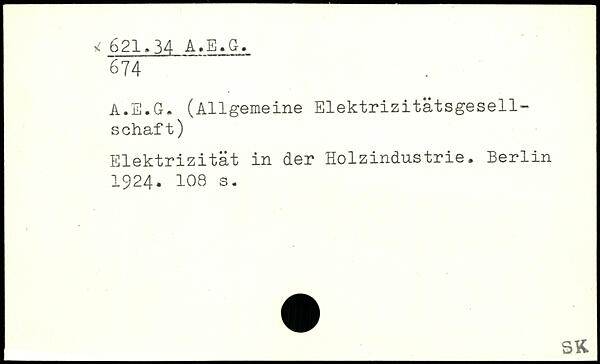 × 621.34 A.E.G.
674
A.E.G. (Allgemeine Elektrizitätsgesell-
schaft)
Elektrizität in der Holzindustrie. Berlin
1924. 108 s.
SK